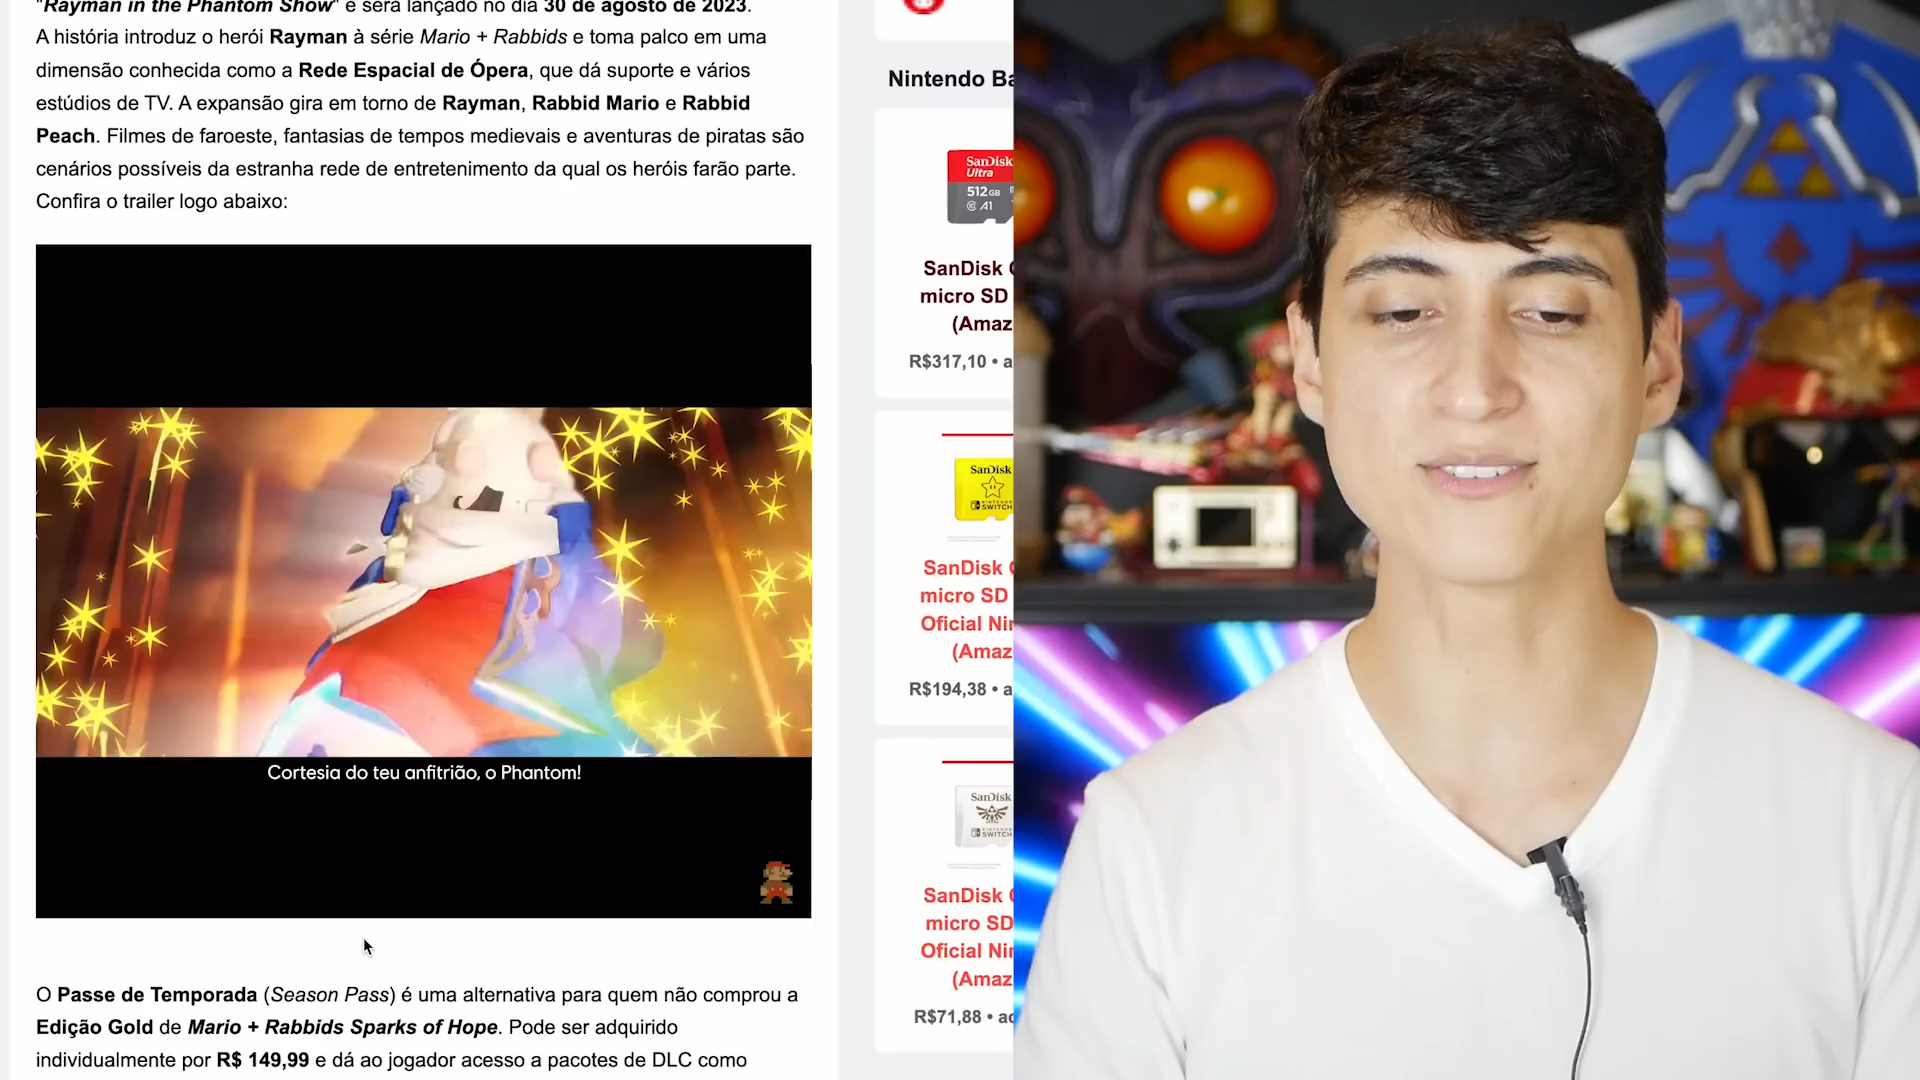 "Rayman in the Phantom Show" e será lançado no dia 30 de agosto de 2023.
A história introduz o herói Rayman à série Mario + Rabbids e toma palco em uma
dimensão conhecida como a Rede Espacial de Ópera, que dá suporte e vários
estúdios de TV. A expansão gira em torno de Rayman, Rabbid Mario e Rabbid
Peach. Filmes de faroeste, fantasias de tempos medievais e aventuras de piratas são
cenários possíveis da estranha rede de entretenimento da qual os heróis farão parte.
Confira o trailer logo abaixo:
Cortesia do teu anfitrião, o Phantom!
O Passe de Temporada (Season Pass) é uma alternativa para quem não comprou a
Edição Gold de Mario + Rabbids Sparks of Hope. Pode ser adquirido
individualmente por R$ 149,99 e dá ao jogador acesso a pacotes de DLC como
Nintendo Ba
SanDisk
Ultra
512GB
A1
SanDisk
micro SD
(Amaz
R$317,10 • a
SanDisk
NINTENDO
SWITCH
SanDisk
micro SD
Oficial Nin
(Amaz
R$194,38 • a
SanDisk
NINTENDO
SWITCH
SanDisk
micro SD
Oficial Nin
(Amaz
R$71,88 • ac